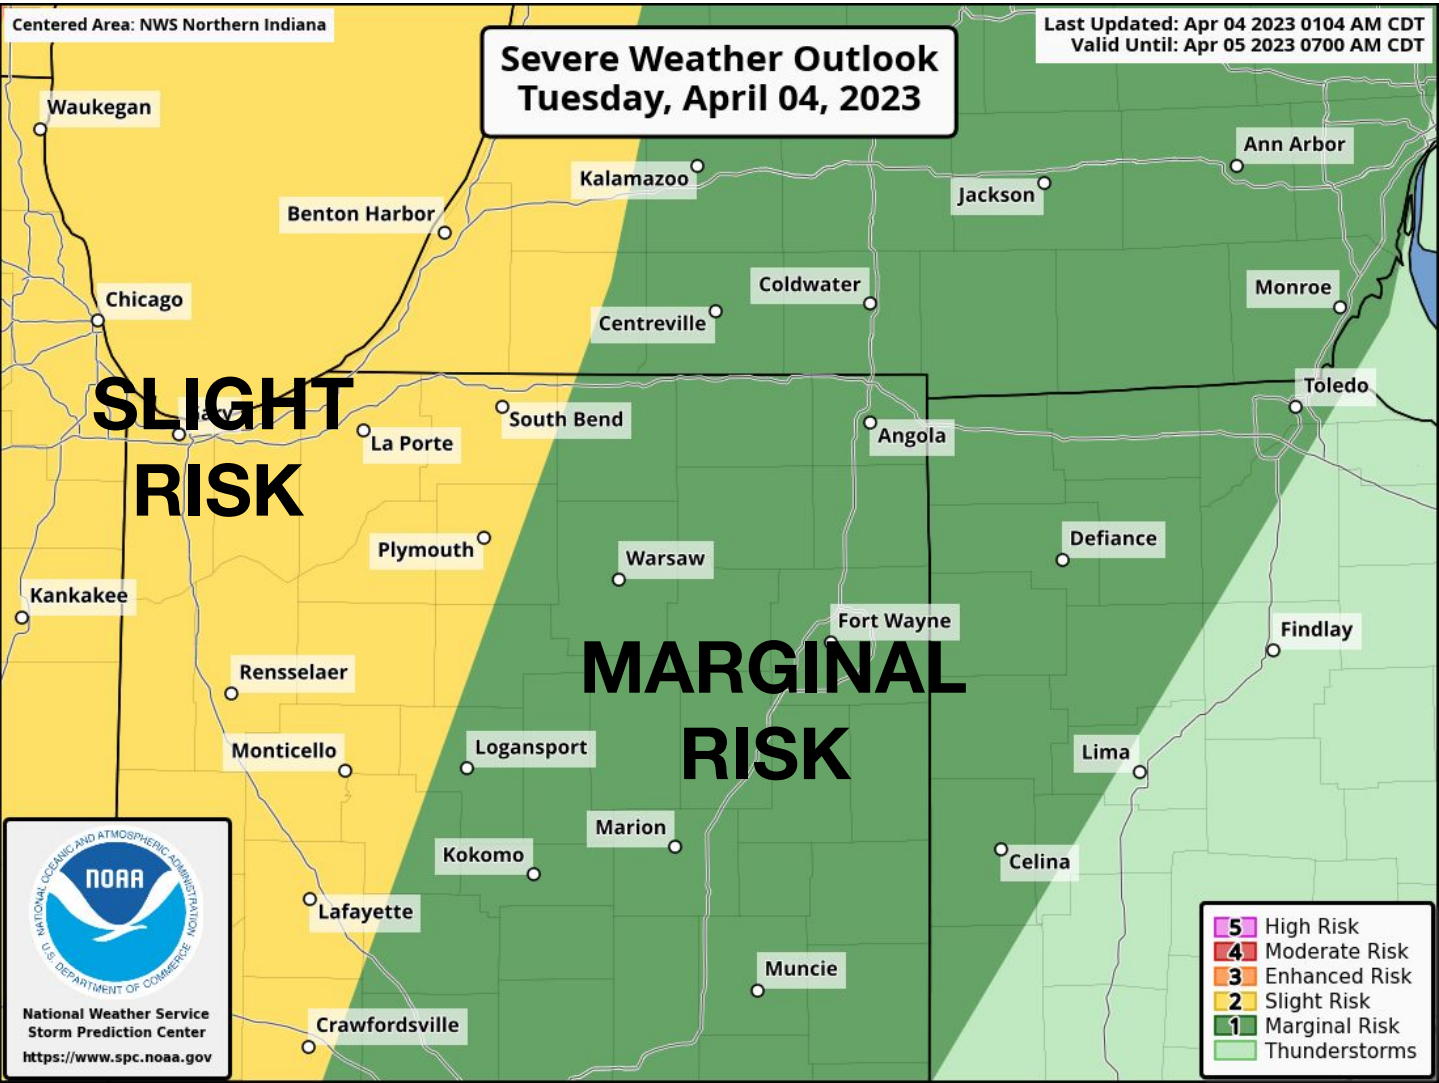 Centered Area: NWS Northern Indiana
Severe Weather Outlook
Tuesday, April 04, 2023
Last Updated: Apr 04 2023 0104 AM CDT
Valid Until: Apr 05 2023 0700 AM CDT
Waukegan
Ann Arbor
Kalamazoo
Jackson
Benton Harbor
Chicago
Coldwater
Monroe
Centreville
SLIGHT
RISK
Gary
Toledo
South Bend
La Porte
Angola
Plymouth
Warsaw
Defiance
Kankakee
Fort Wayne
Findlay
MARGINAL
RISK
Rensselaer
Monticello
Logansport
Lima
Marion
Kokomo
Celina
Lafayette
Muncie
Crawfordsville
NATIONAL OCEANIC AND ATMOSPHERIC ADMINISTRATION
NOAA
U.S. DEPARTMENT OF COMMERCE
National Weather Service
Storm Prediction Center
https://www.spc.noaa.gov
5 High Risk
4 Moderate Risk
3 Enhanced Risk
2 Slight Risk
1 Marginal Risk
Thunderstorms